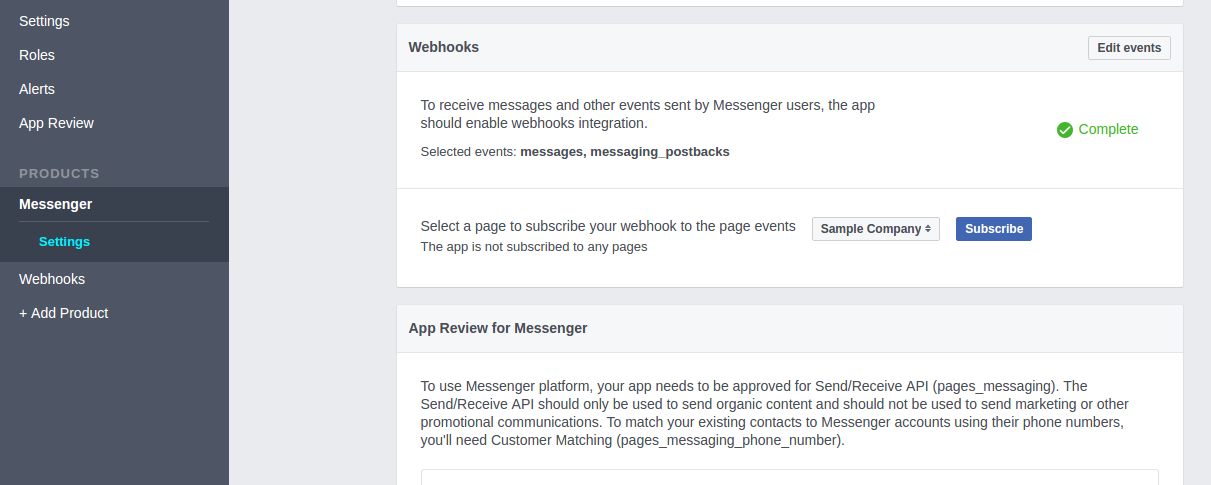 Settings
Roles
Alerts
App Review
PRODUCTS
Messenger
Settings
Webhooks
+ Add Product
Webhooks
Edit events
To receive messages and other events sent by Messenger users, the app
should enable webhooks integration.
Complete
Selected events: messages, messaging_postbacks
Select a page to subscribe your webhook to the page events
Sample Company
Subscribe
The app is not subscribed to any pages
App Review for Messenger
To use Messenger platform, your app needs to be approved for Send/Receive API (pages_messaging). The
Send/Receive API should only be used to send organic content and should not be used to send marketing or other
promotional communications. To match your existing contacts to Messenger accounts using their phone numbers,
you'll need Customer Matching (pages_messaging_phone_number).